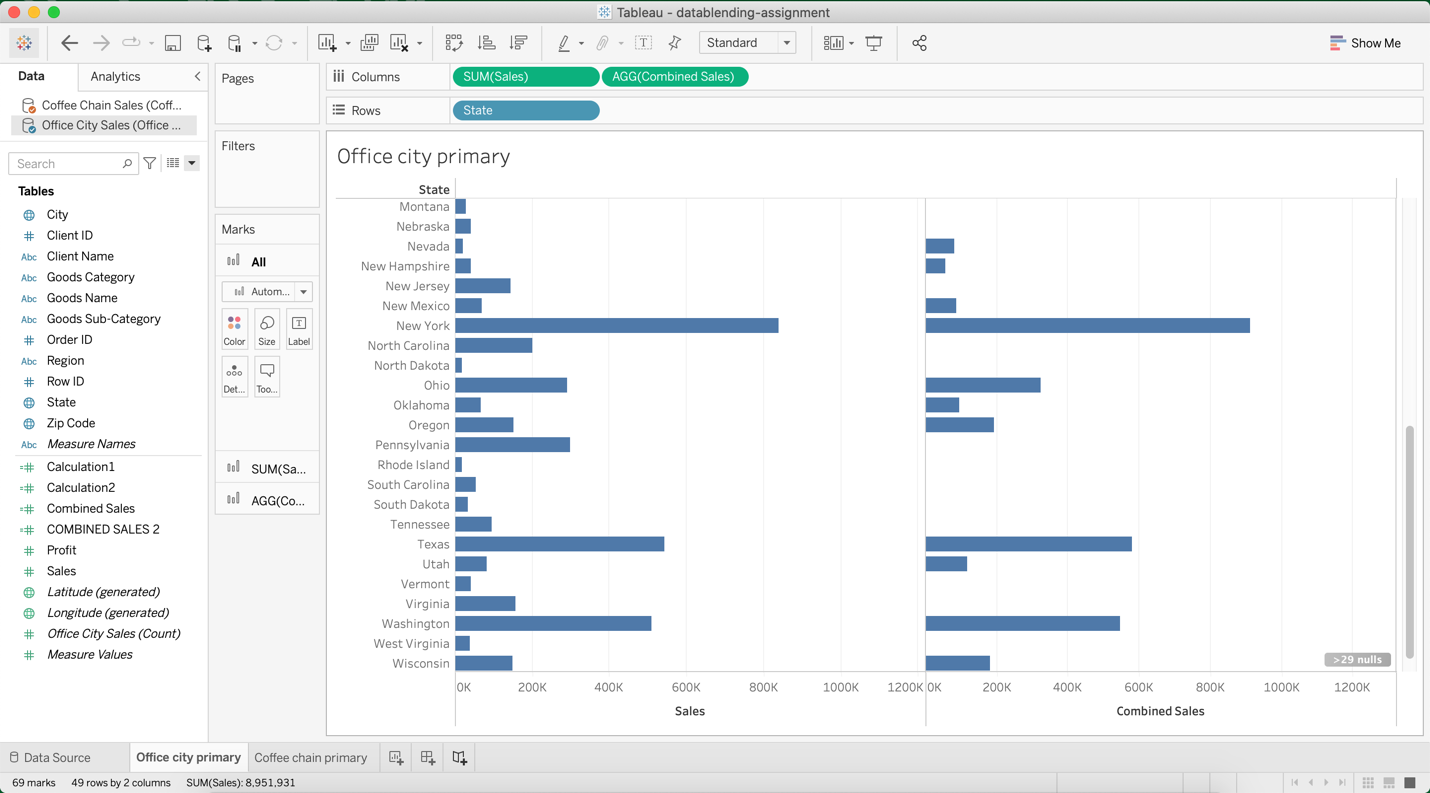 Tableau - datablending-assignment
Standard
Show Me
Data
Analytics
Coffee Chain Sales (Coff...
Office City Sales (Office ...
Search
Tables
City
Client ID
Abc Client Name
Abc Goods Category
Abc Goods Name
Abc Goods Sub-Category
Order ID
Abc Region
Row ID
State
Zip Code
Abc Measure Names
Calculation1
Calculation2
Combined Sales
COMBINED SALES 2
Profit
Sales
Latitude (generated)
Longitude (generated)
Office City Sales (Count)
Measure Values
Pages
Filters
Marks
All
Autom...
Color Size Label
Det... Too...
SUM(Sa...
AGG(Co...
Columns SUM(Sales) AGG(Combined Sales)
Rows State
Office city primary
State
Montana
Nebraska
Nevada
New Hampshire
New Jersey
New Mexico
New York
North Carolina
North Dakota
Ohio
Oklahoma
Oregon
Pennsylvania
Rhode Island
South Carolina
South Dakota
Tennessee
Texas
Utah
Vermont
Virginia
Washington
West Virginia
Wisconsin
>29 nulls
0K 200K 400K 600K 800K 1000K 1200K 0K 200K 400K 600K 800K 1000K 1200K
Sales Combined Sales
Data Source Office city primary Coffee chain primary
69 marks 49 rows by 2 columns SUM(Sales): 8,951,931